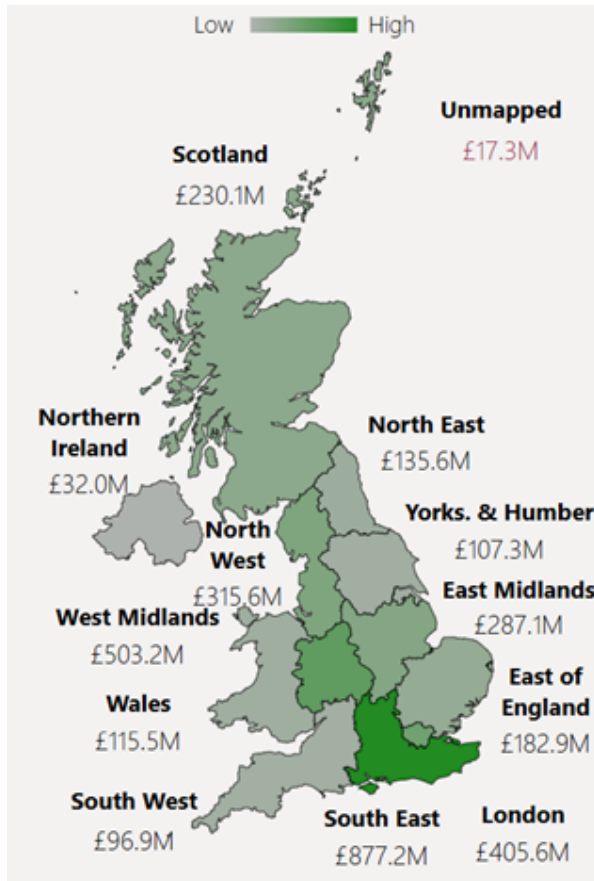 Low High
Unmapped
£17.3M
Scotland
£230.1M
Northern
Ireland
£32.0M
North East
£135.6M
North
West
£315.6M
Yorks. & Humber
£107.3M
East Midlands
£287.1M
West Midlands
£503.2M
East of
England
£182.9M
Wales
£115.5M
South West
£96.9M
South East
£877.2M
London
£405.6M